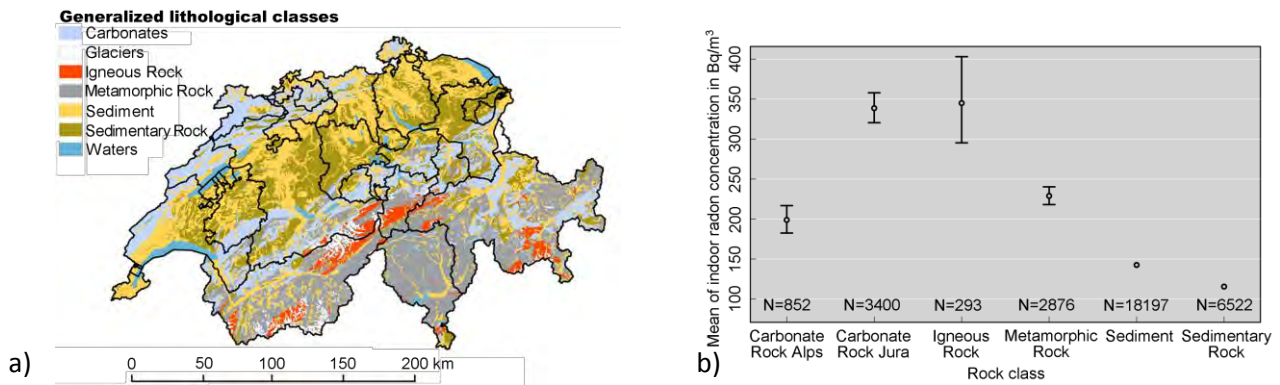 Generalized lithological classes
Carbonates
Glaciers
Igneous Rock
Metamorphic Rock
Sediment
Sedimentary Rock
Waters
0 50 100 150 200 km
a)
Mean of indoor radon concentration in Bq/m³
400
350
300
250
200
150
100
N=852 N=3400 N=293 N=2876 N=18197 N=6522
Carbonate Carbonate Igneous Metamorphic Sediment Sedimentary
Rock Alps Rock Jura Rock Rock Rock
Rock class
b)